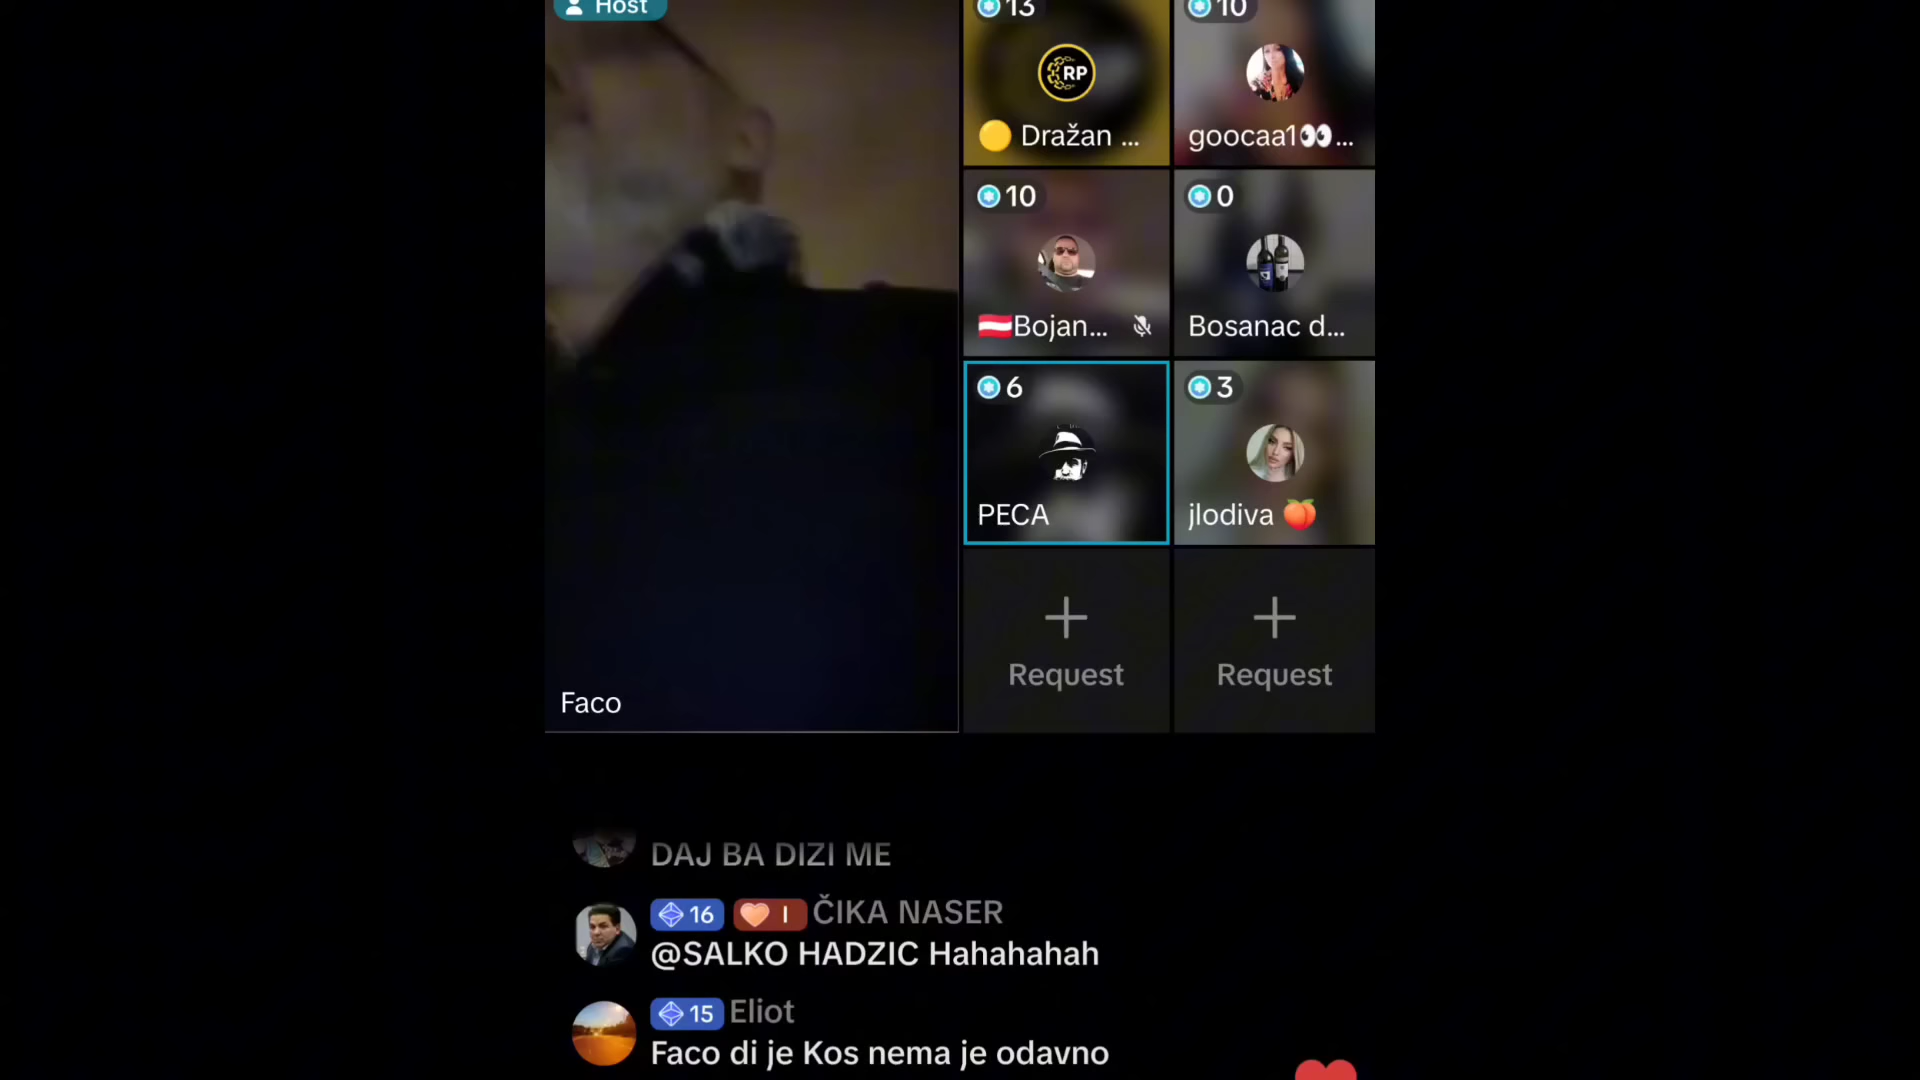 Host
13
10
RP
Dražan ...
goocaa1👀...
10
0
Bojan...
Bosanac d...
6
3
PECA
jlodiva 🍑
Request
Request
Faco
DAJ BA DIZI ME
16 I ČIKA NASER
@SALKO HADZIC Hahahahah
15 Eliot
Faco di je Kos nema je odavno